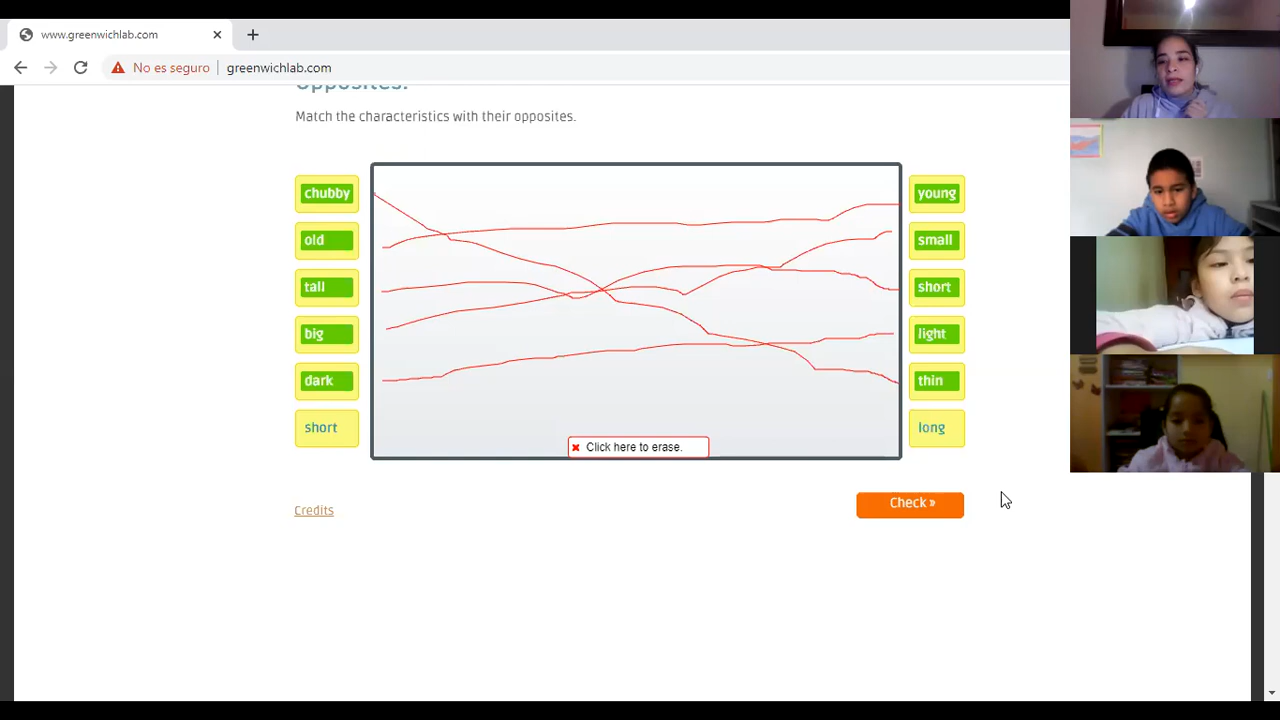 www.greenwichlab.com
No es seguro greenwichlab.com
Opposites.
Match the characteristics with their opposites.
chubby young
old small
tall short
big light
dark thin
short long
Click here to erase.
Credits Check »